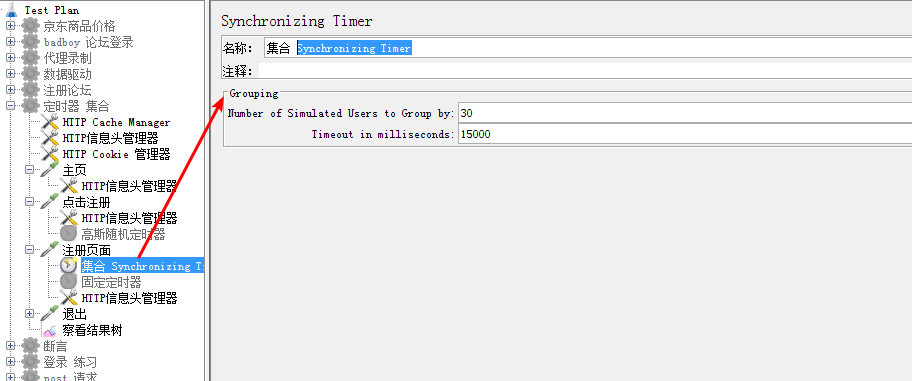 Test Plan
京东商品价格
badboy 论坛登录
代理录制
数据驱动
注册论坛
定时器 集合
HTTP Cache Manager
HTTP信息头管理器
HTTP Cookie 管理器
主页
HTTP信息头管理器
点击注册
HTTP信息头管理器
高斯随机定时器
注册页面
集合 Synchronizing Ti
固定定时器
HTTP信息头管理器
退出
察看结果树
断言
登录 练习
post 请求
Synchronizing Timer
名称： 集合 Synchronizing Timer
注释：
Grouping
Number of Simulated Users to Group by: 30
Timeout in milliseconds: 15000